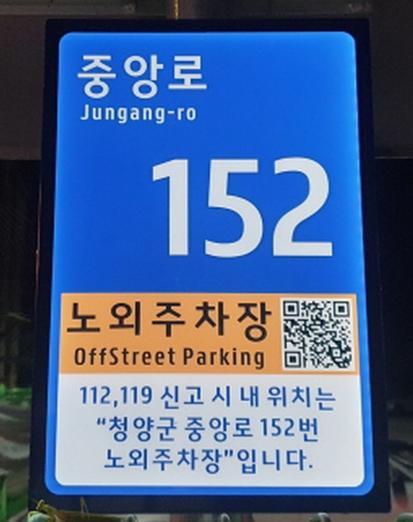 중앙로
Jungang-ro
152
노외주차장
OffStreet Parking
112,119 신고 시 내 위치는
“청양군 중앙로 152번
노외주차장”입니다.